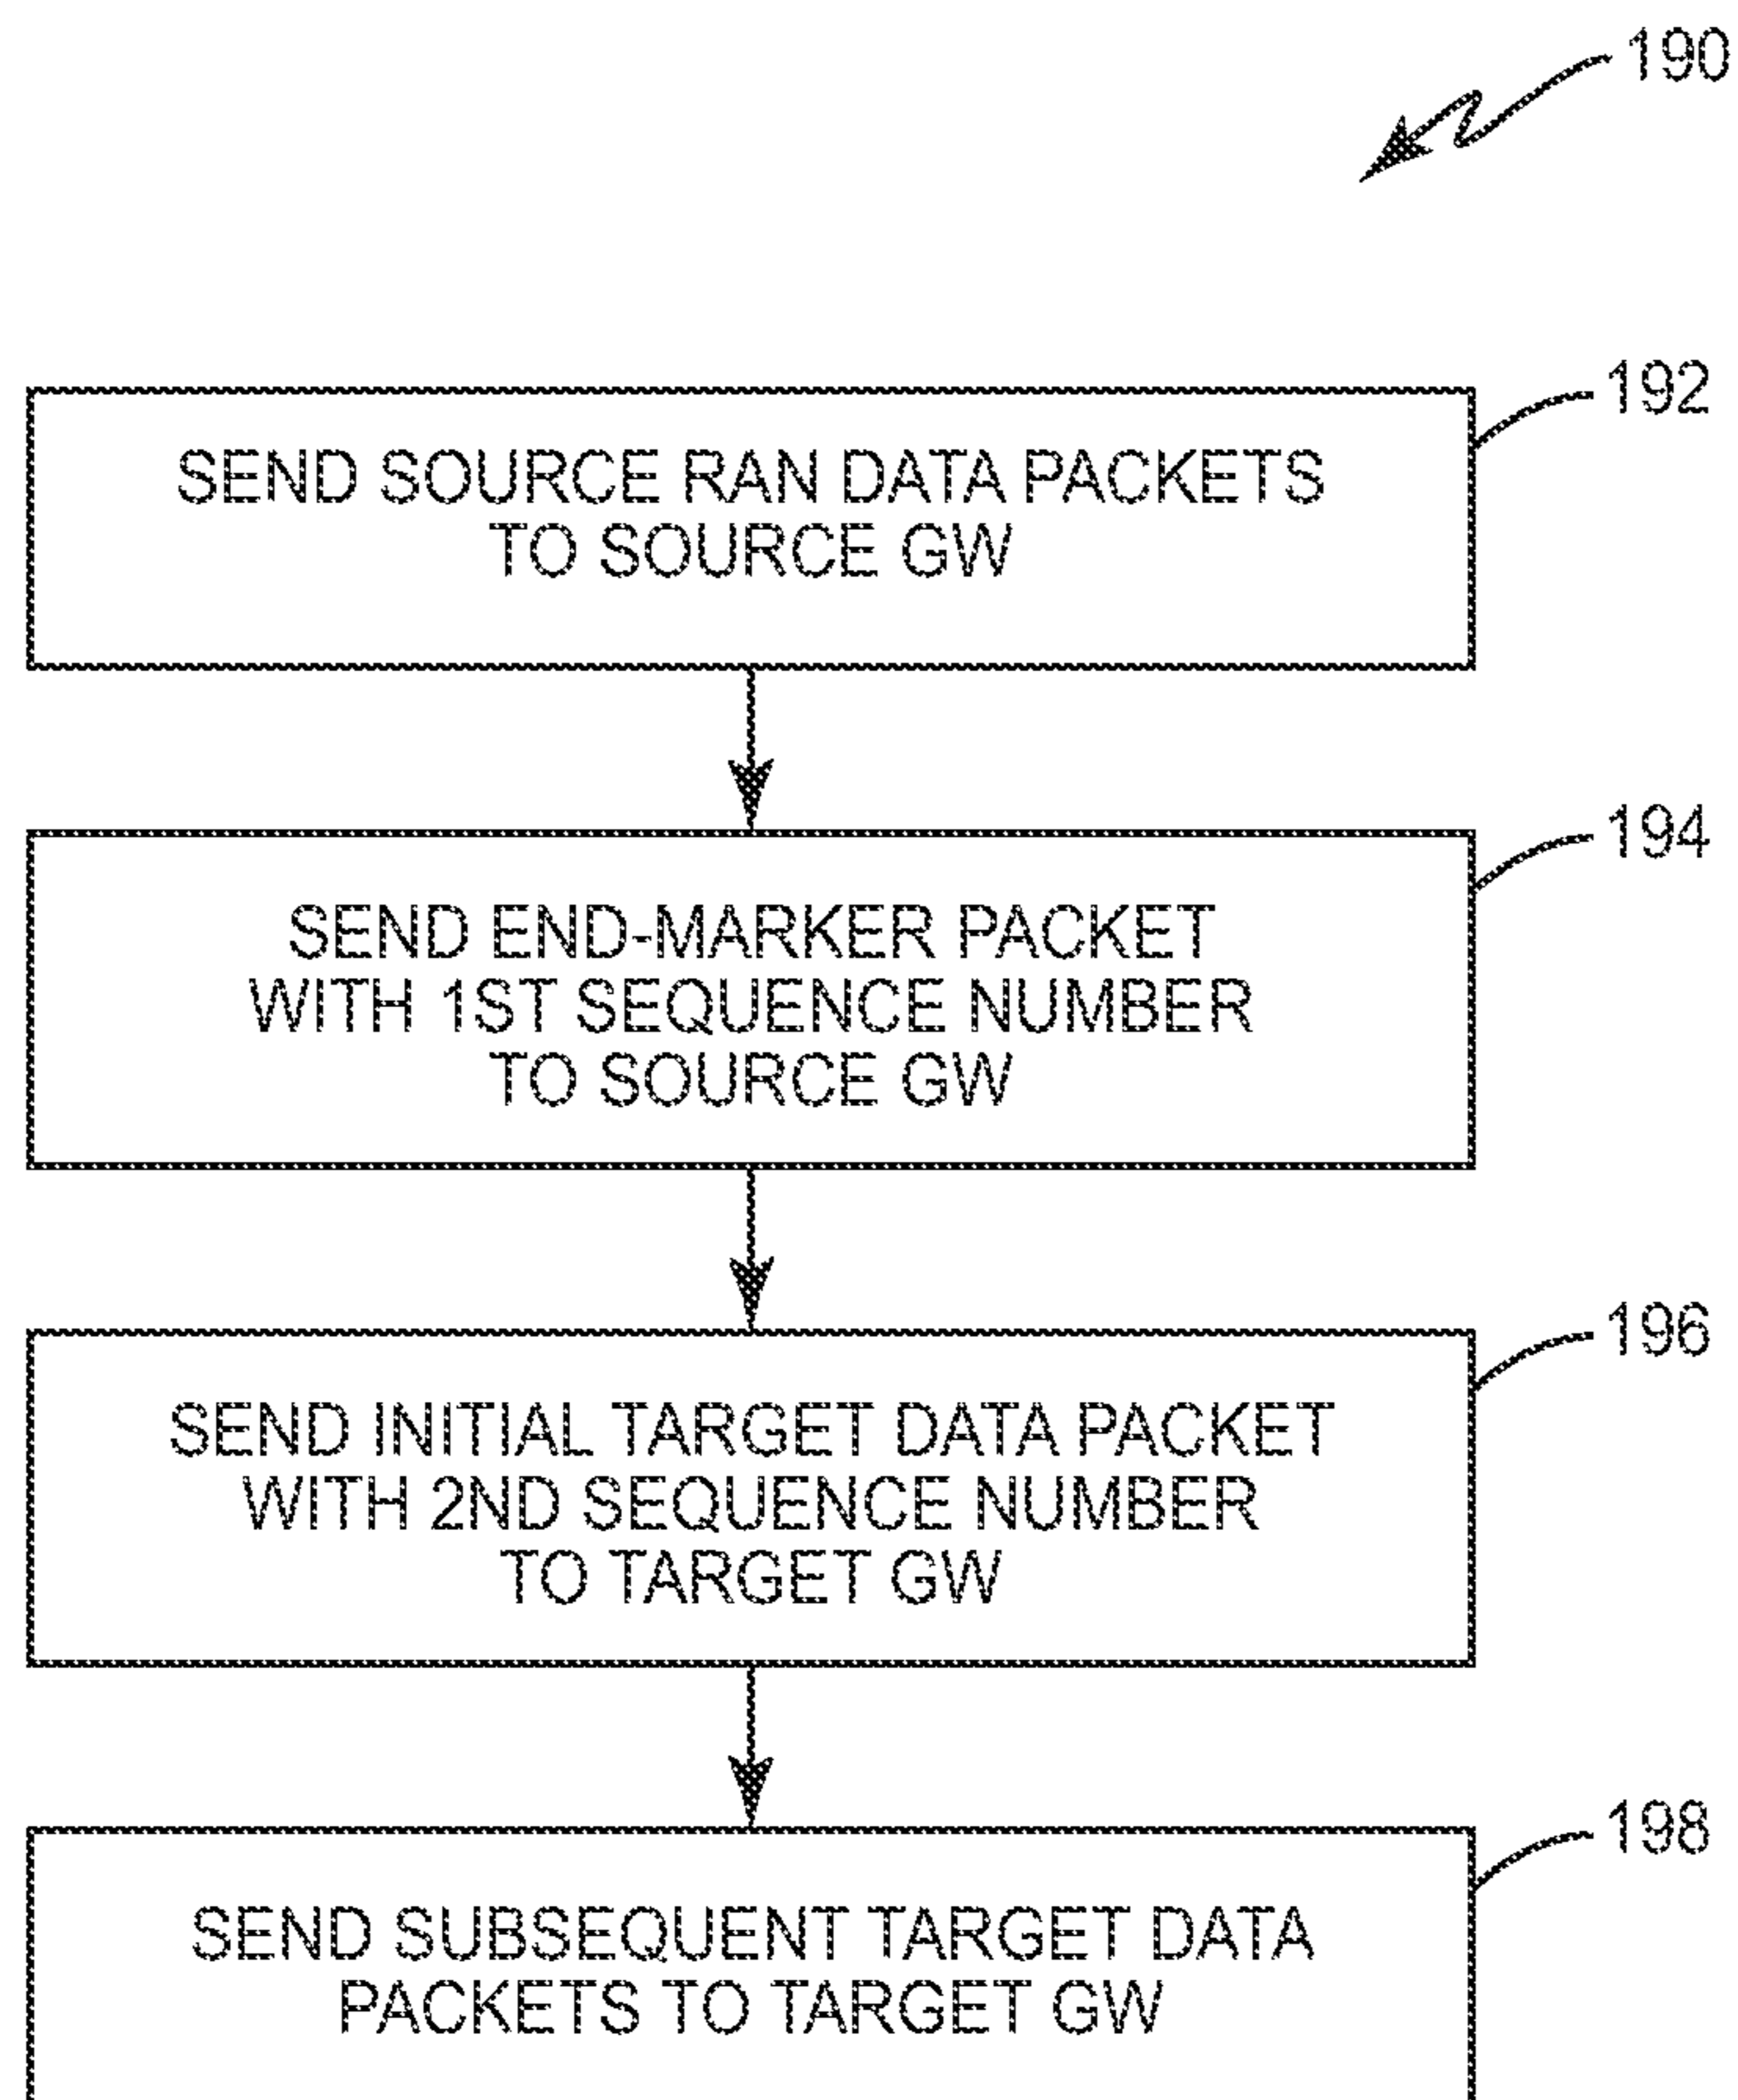 190
192
SEND SOURCE RAN DATA PACKETS
TO SOURCE GW
194
SEND END-MARKER PACKET
WITH 1ST SEQUENCE NUMBER
TO SOURCE GW
196
SEND INITIAL TARGET DATA PACKET
WITH 2ND SEQUENCE NUMBER
TO TARGET GW
198
SEND SUBSEQUENT TARGET DATA
PACKETS TO TARGET GW